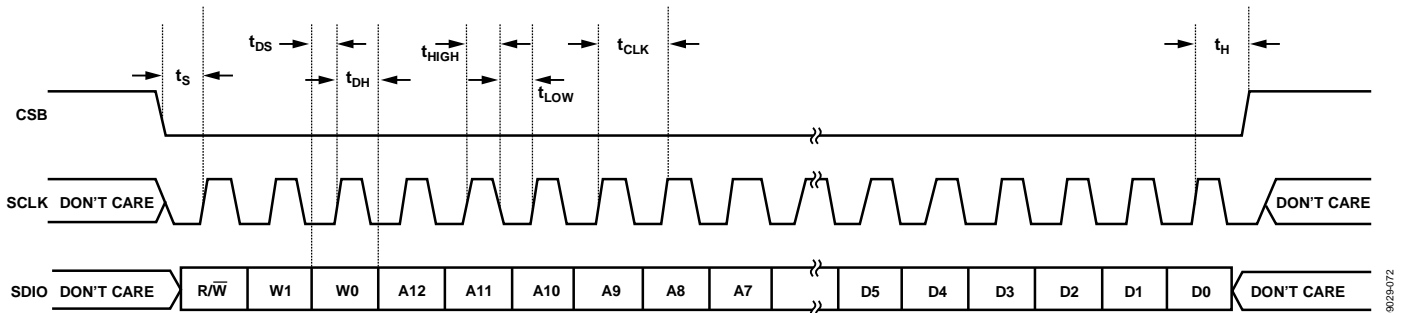 tDS
tHIGH
tCLK
tH
tS
tDH
tLOW
CSB
SCLK DON'T CARE
DON'T CARE
SDIO DON'T CARE R/W̅ W1 W0 A12 A11 A10 A9 A8 A7 D5 D4 D3 D2 D1 D0 DON'T CARE
9029-072